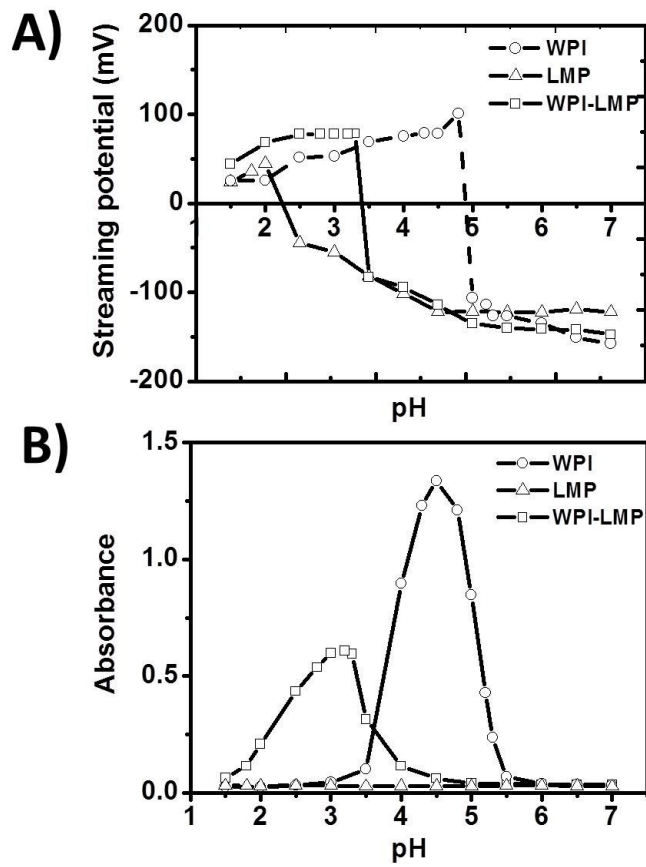 A)
Streaming potential (mV)
200
100
0
-100
-200
WPI
LMP
WPI-LMP
2 3 4 5 6 7
pH
B)
Absorbance
1.5
1.0
0.5
0.0
WPI
LMP
WPI-LMP
1 2 3 4 5 6 7
pH